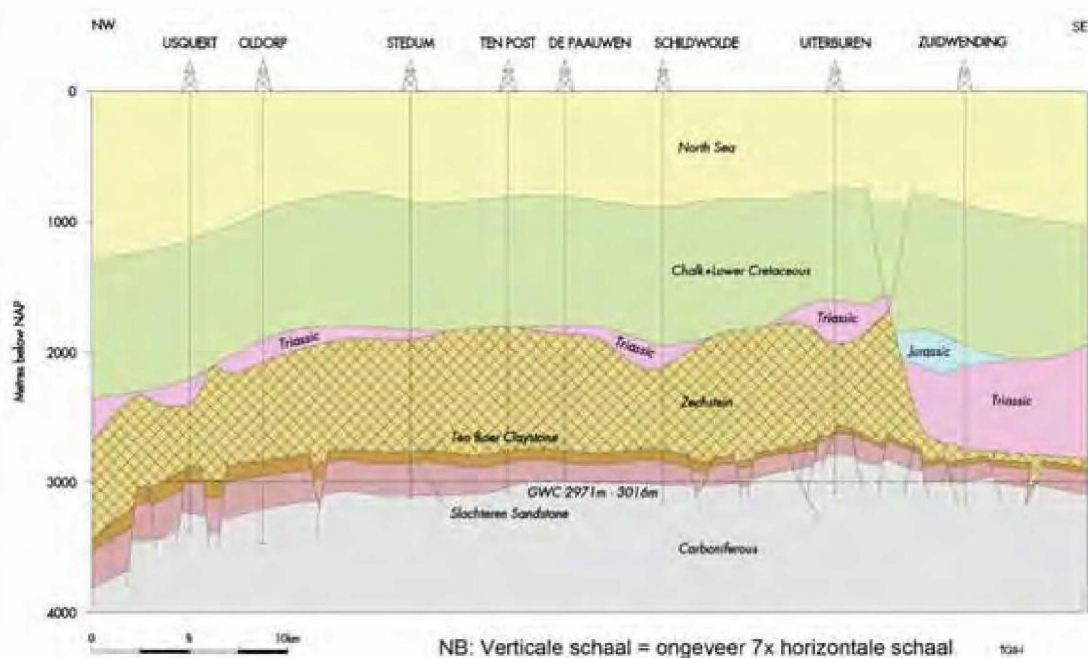 NW
SE
USQUERT OLDORP STEDUM TEN POST DE PAAUWEN SCHILDWOLDE UITERBUREN ZUIDWENDING
0
North Sea
1000
Chalk+Lower Cretaceous
Metres below NAP
Triassic
Triassic
Triassic
2000
Jurassic
Zechstein
Triassic
Ten Boer Claystone
3000
GWC 2971m - 3016m
Slochteren Sandstone
Carboniferous
4000
0 5 10km
NB: Verticale schaal = ongeveer 7x horizontale schaal